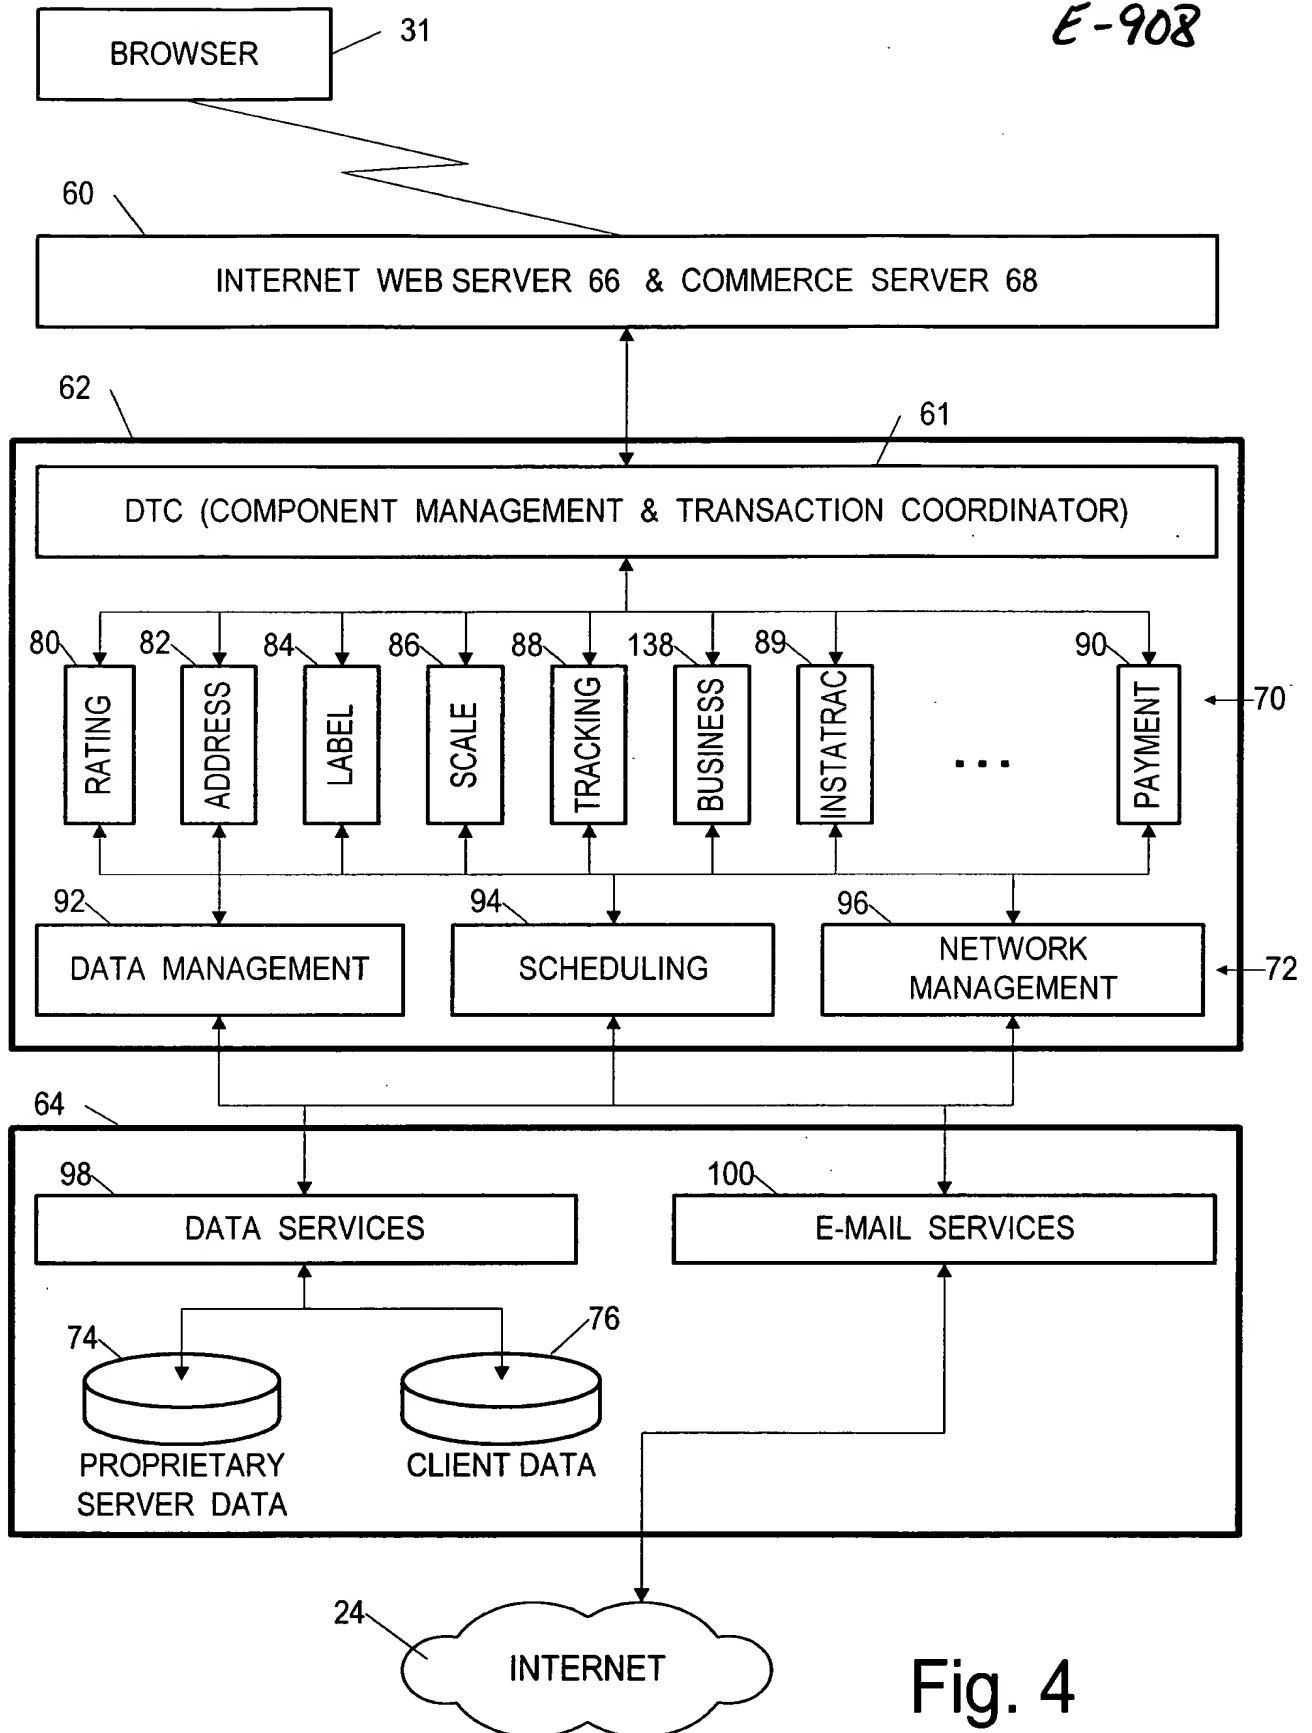 E-908
BROWSER
31
60
INTERNET WEB SERVER 66 & COMMERCE SERVER 68
62
61
DTC (COMPONENT MANAGEMENT & TRANSACTION COORDINATOR)
80
82
84
86
88
138
89
90
RATING
ADDRESS
LABEL
SCALE
TRACKING
BUSINESS
INSTATRAC
...
PAYMENT
70
92
94
96
DATA MANAGEMENT
SCHEDULING
NETWORK
MANAGEMENT
72
64
98
100
DATA SERVICES
E-MAIL SERVICES
74
76
PROPRIETARY
SERVER DATA
CLIENT DATA
24
INTERNET
Fig. 4